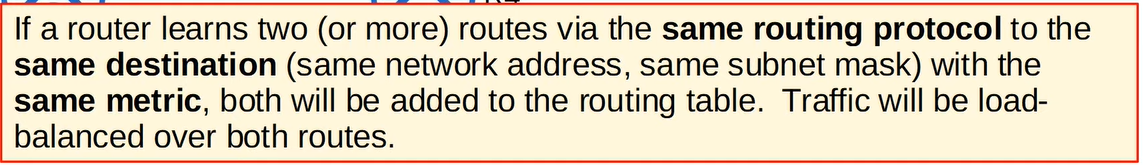 If a router learns two (or more) routes via the same routing protocol to the
same destination (same network address, same subnet mask) with the
same metric, both will be added to the routing table.  Traffic will be load-
balanced over both routes.